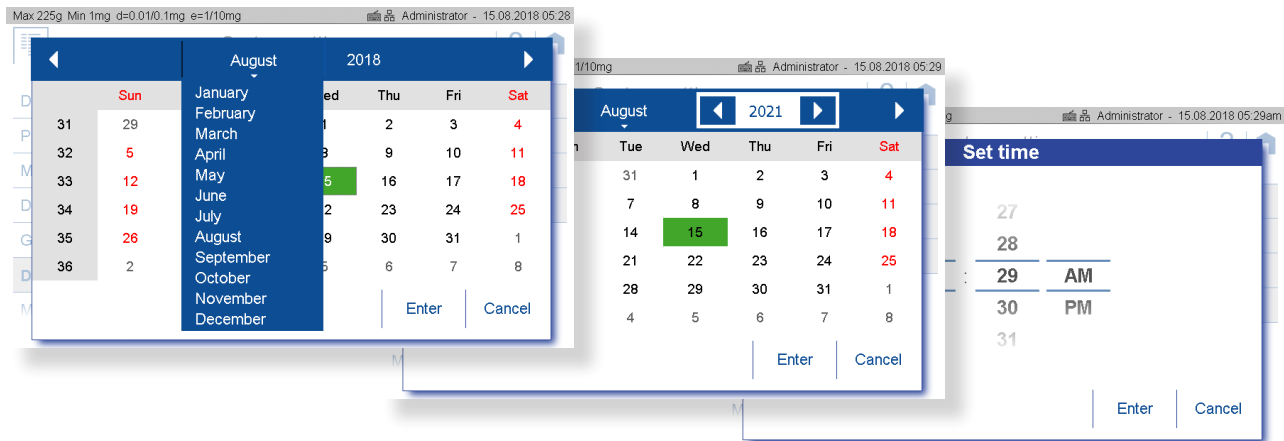 Max 225g Min 1mg d=0.01/0.1mg e=1/10mg Administrator - 15.08.2018 05:28
August 2018
Sun ed Thu Fri Sat
31 29 1 2 3 4
32 5 3 9 10 11
33 12 5 16 17 18
34 19 2 23 24 25
35 26 9 30 31 1
36 2 5 6 7 8
January
February
March
April
May
June
July
August
September
October
November
December
Enter Cancel
D
P
M
D
G
D
M
1/10mg Administrator - 15.08.2018 05:29
August 2021
n Tue Wed Thu Fri Sat
31 1 2 3 4
7 8 9 10 11
14 15 16 17 18
21 22 23 24 25
28 29 30 31 1
4 5 6 7 8
Enter Cancel
M
g Administrator - 15.08.2018 05:29am
Set time
27
28
: 29 AM
30 PM
31
Enter Cancel
M